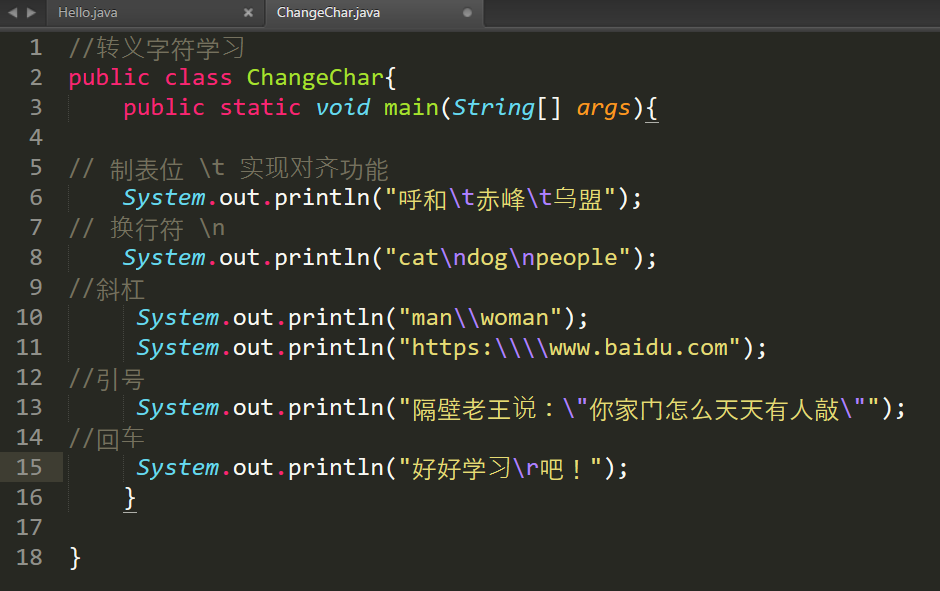 Hello.java
ChangeChar.java
1 //转义字符学习
2 public class ChangeChar{
3 public static void main(String[] args){
4
5 // 制表位 \t 实现对齐功能
6 System.out.println("呼和\t赤峰\t乌盟");
7 // 换行符 \n
8 System.out.println("cat\ndog\npeople");
9 //斜杠
10 System.out.println("man\\woman");
11 System.out.println("https:\\\\www.baidu.com");
12 //引号
13 System.out.println("隔壁老王说：\"你家门怎么天天有人敲\"");
14 //回车
15 System.out.println("好好学习\r吧！");
16 }
17
18 }